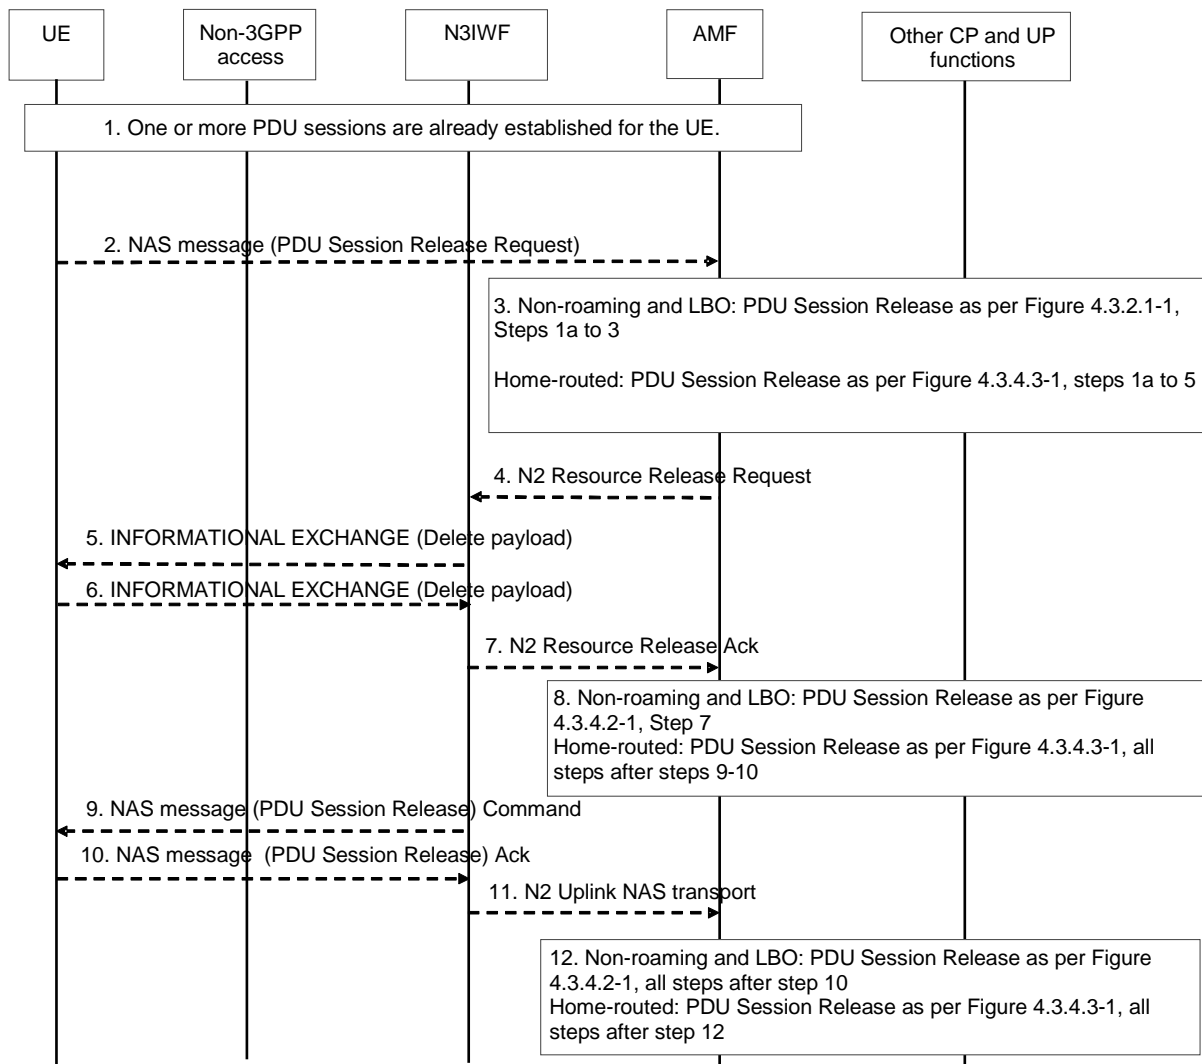 UE
Non-3GPP
access
N3IWF
AMF
Other CP and UP
functions
1. One or more PDU sessions are already established for the UE.
2. NAS message (PDU Session Release Request)
3. Non-roaming and LBO: PDU Session Release as per Figure 4.3.2.1-1,
Steps 1a to 3
Home-routed: PDU Session Release as per Figure 4.3.4.3-1, steps 1a to 5
4. N2 Resource Release Request
5. INFORMATIONAL EXCHANGE (Delete payload)
6. INFORMATIONAL EXCHANGE (Delete payload)
7. N2 Resource Release Ack
8. Non-roaming and LBO: PDU Session Release as per Figure
4.3.4.2-1, Step 7
Home-routed: PDU Session Release as per Figure 4.3.4.3-1, all
steps after steps 9-10
9. NAS message (PDU Session Release) Command
10. NAS message (PDU Session Release) Ack
11. N2 Uplink NAS transport
12. Non-roaming and LBO: PDU Session Release as per Figure
4.3.4.2-1, all steps after step 10
Home-routed: PDU Session Release as per Figure 4.3.4.3-1, all
steps after step 12